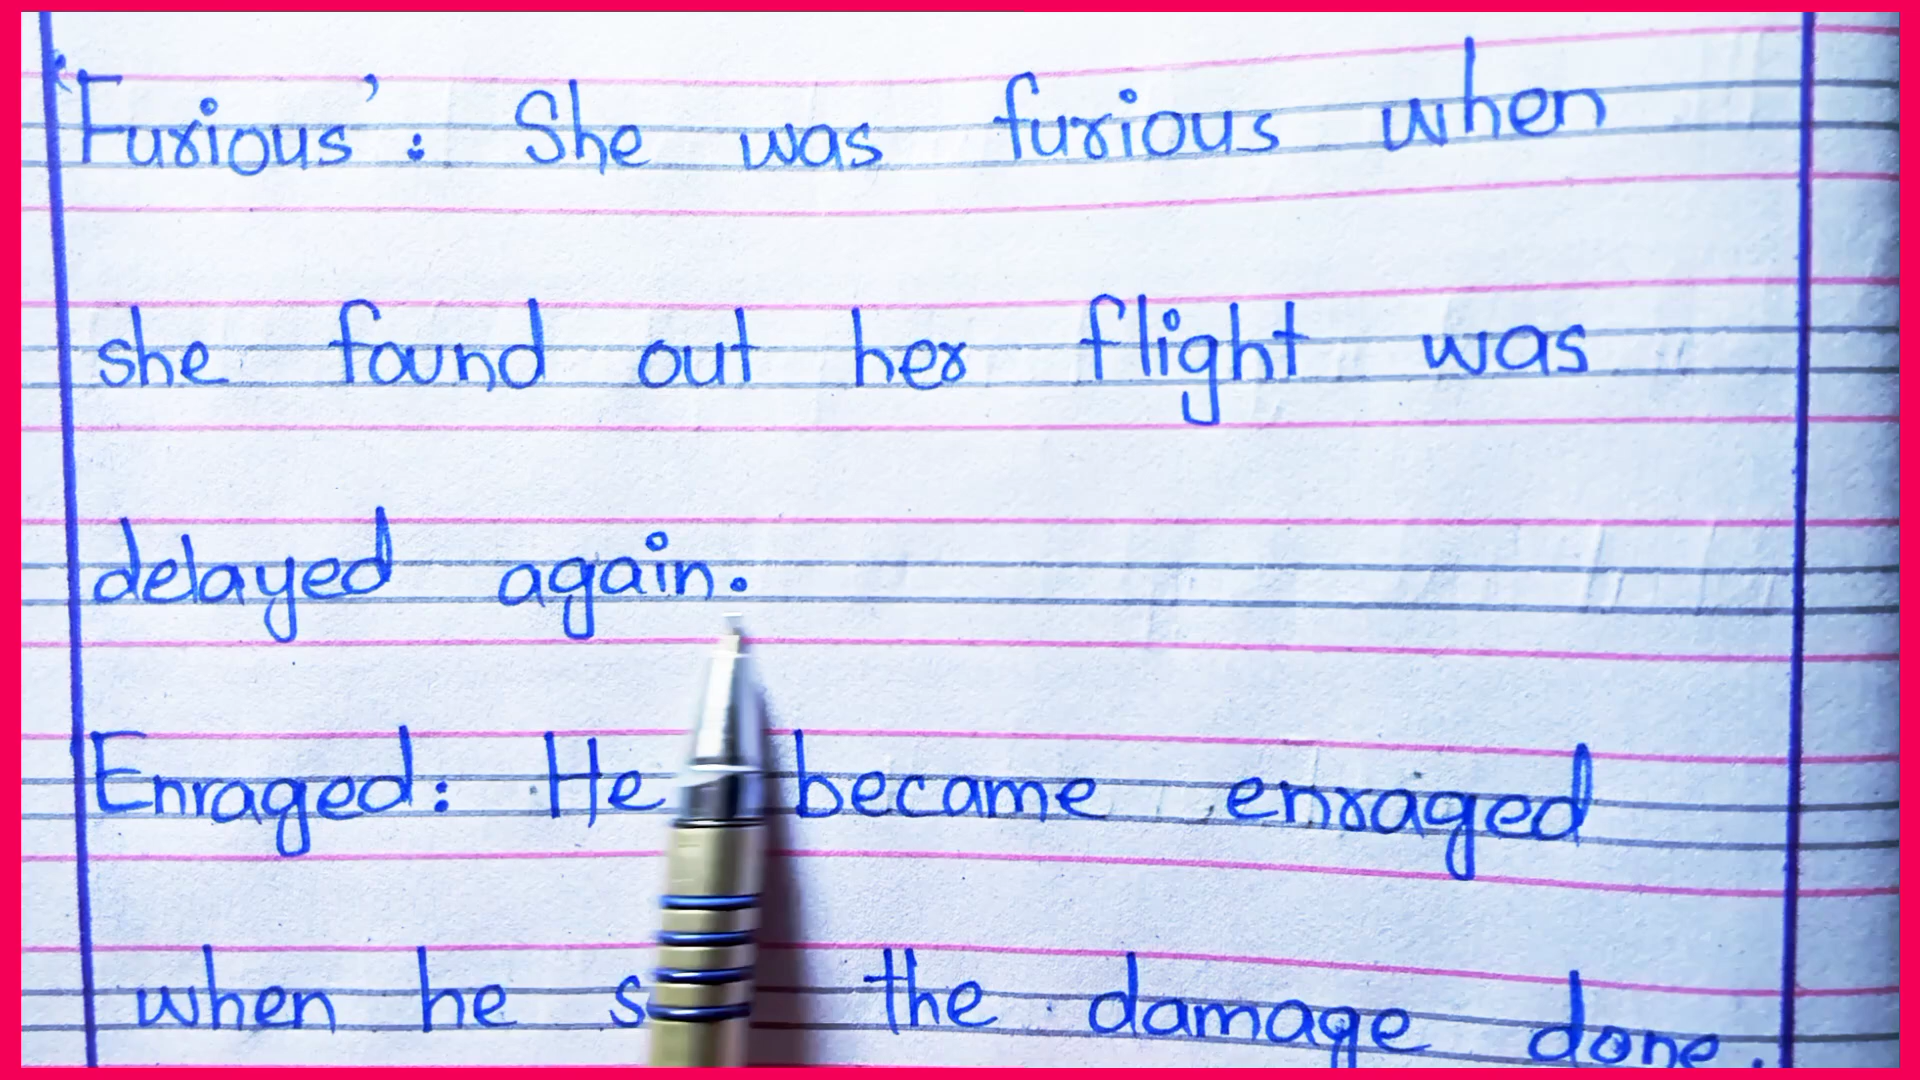 'Furious': She was furious when
she found out her flight was
delayed again.
Enraged: He became enraged
when he the damage done.